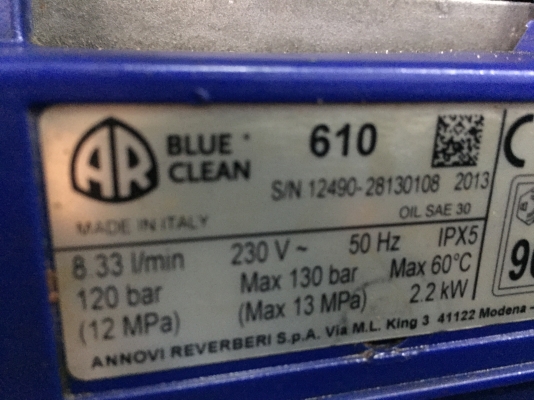 AR BLUE CLEAN 610
S/N 12490-28130108 2013
MADE IN ITALY OIL SAE 30
8.33 l/min 230 V ~ 50 Hz IPX5
120 bar Max 130 bar Max 60°C
(12 MPa) (Max 13 MPa) 2.2 kW
ANNOVI REVERBERI S.p.A. Via M.L. King 3 41122 Modena -